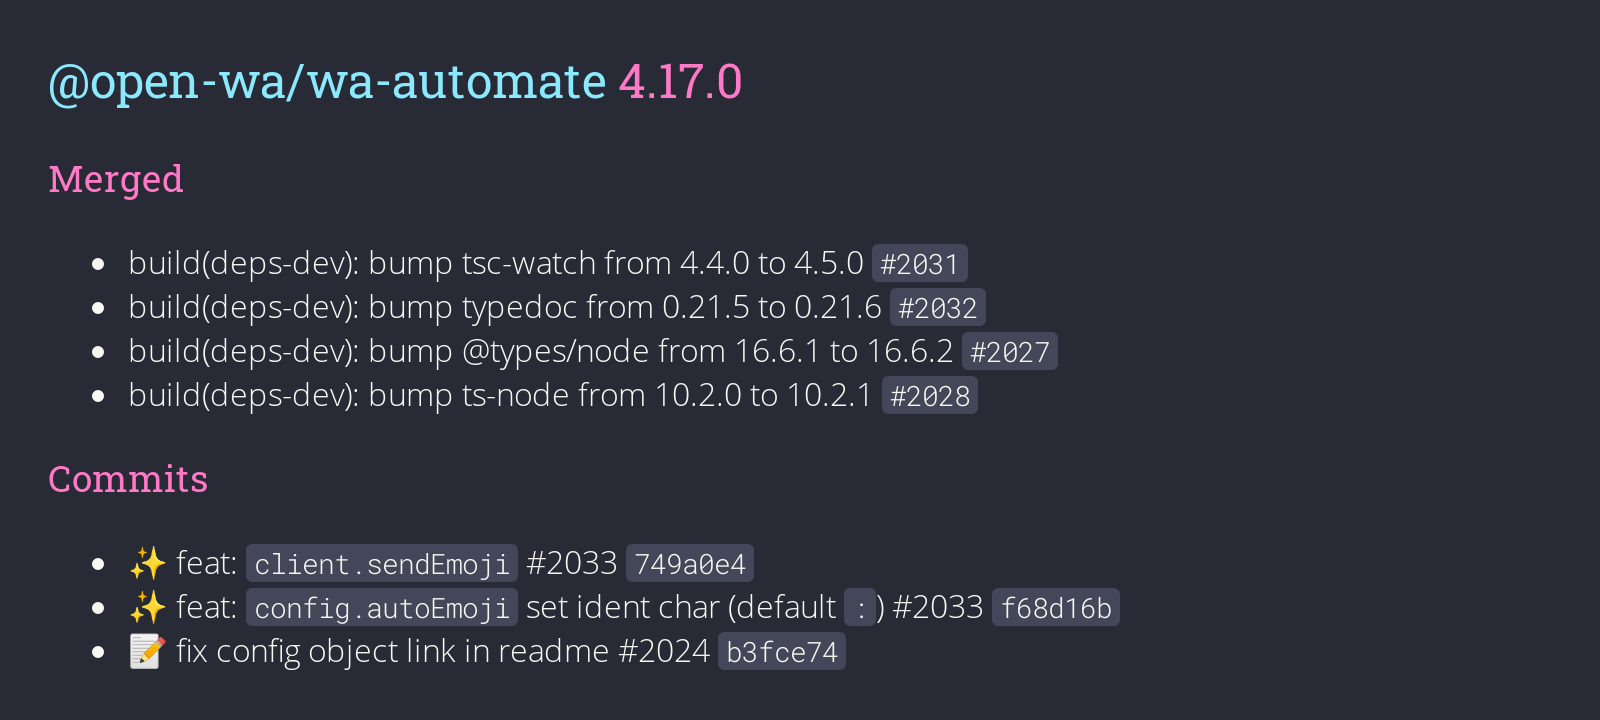 @open-wa/wa-automate 4.17.0
Merged
• build(deps-dev): bump tsc-watch from 4.4.0 to 4.5.0 #2031
• build(deps-dev): bump typedoc from 0.21.5 to 0.21.6 #2032
• build(deps-dev): bump @types/node from 16.6.1 to 16.6.2 #2027
• build(deps-dev): bump ts-node from 10.2.0 to 10.2.1 #2028
Commits
• ✨ feat: client.sendEmoji #2033 749a0e4
• ✨ feat: config.autoEmoji set ident char (default :) #2033 f68d16b
• 📝 fix config object link in readme #2024 b3fce74